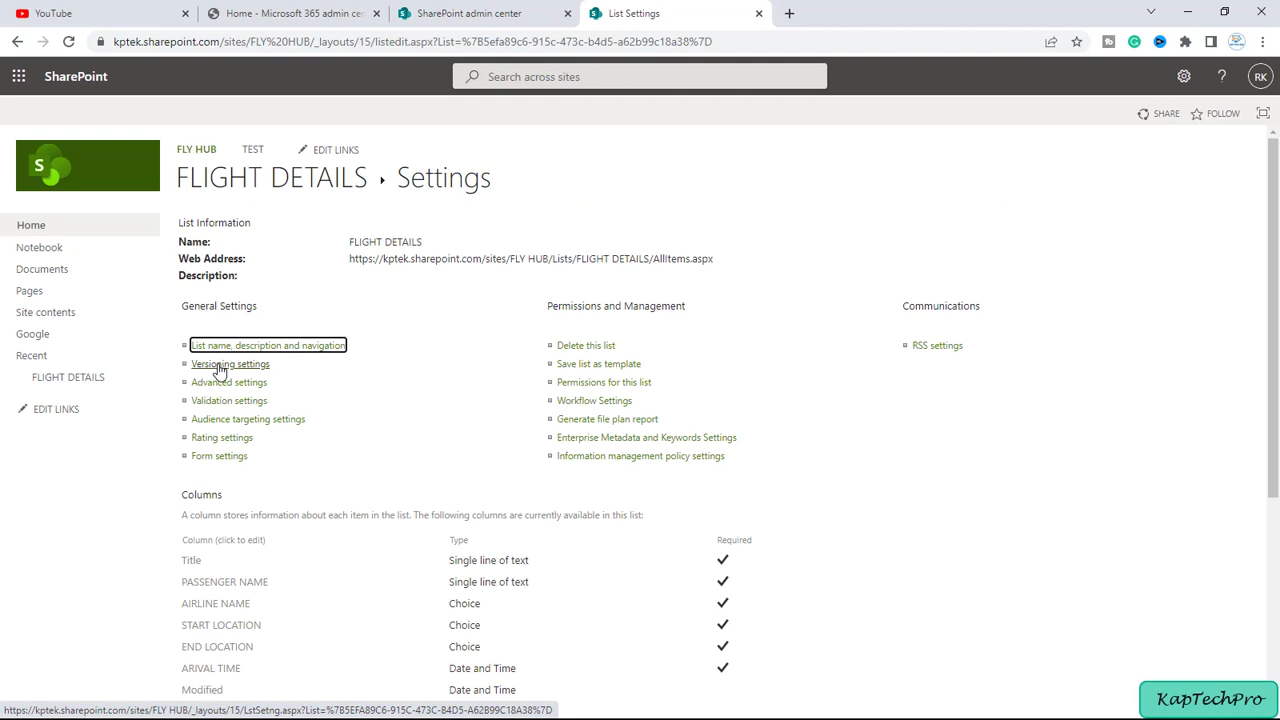 YouTube
Home - Microsoft 365 admin cen
SharePoint admin center
List Settings
kptek.sharepoint.com/sites/FLY%20HUB/_layouts/15/listedit.aspx?List=%7B5efa89c6-915c-473c-b4d5-a62b99c18a38%7D
SharePoint
Search across sites
RK
SHARE
FOLLOW
S
FLY HUB
TEST
EDIT LINKS
FLIGHT DETAILS ▸ Settings
Home
Notebook
Documents
Pages
Site contents
Google
Recent
FLIGHT DETAILS
EDIT LINKS
List Information
Name: FLIGHT DETAILS
Web Address: https://kptek.sharepoint.com/sites/FLY HUB/Lists/FLIGHT DETAILS/AllItems.aspx
Description:
General Settings
List name, description and navigation
Versioning settings
Advanced settings
Validation settings
Audience targeting settings
Rating settings
Form settings
Permissions and Management
Delete this list
Save list as template
Permissions for this list
Workflow Settings
Generate file plan report
Enterprise Metadata and Keywords Settings
Information management policy settings
Communications
RSS settings
Columns
A column stores information about each item in the list. The following columns are currently available in this list:
Column (click to edit) Type Required
Title Single line of text
PASSENGER NAME Single line of text
AIRLINE NAME Choice
START LOCATION Choice
END LOCATION Choice
ARIVAL TIME Date and Time
Modified Date and Time
https://kptek.sharepoint.com/sites/FLY HUB/_layouts/15/LstSetng.aspx?List=%7B5EFA89C6-915C-473C-B4D5-A62B99C18A38%7D
KapTechPro